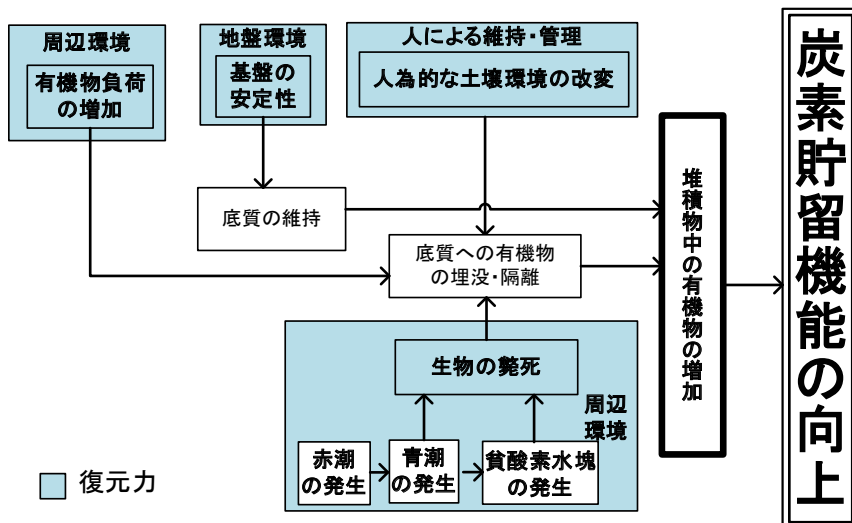 周辺環境
有機物負荷
の増加
地盤環境
基盤の
安定性
人による維持・管理
人為的な土壌環境の改変
底質の維持
底質への有機物
の埋没・隔離
生物の斃死
周辺
環境
赤潮
の発生
青潮
の発生
貧酸素水塊
の発生
堆積物中の有機物の増加
炭素貯留機能の向上
復元力